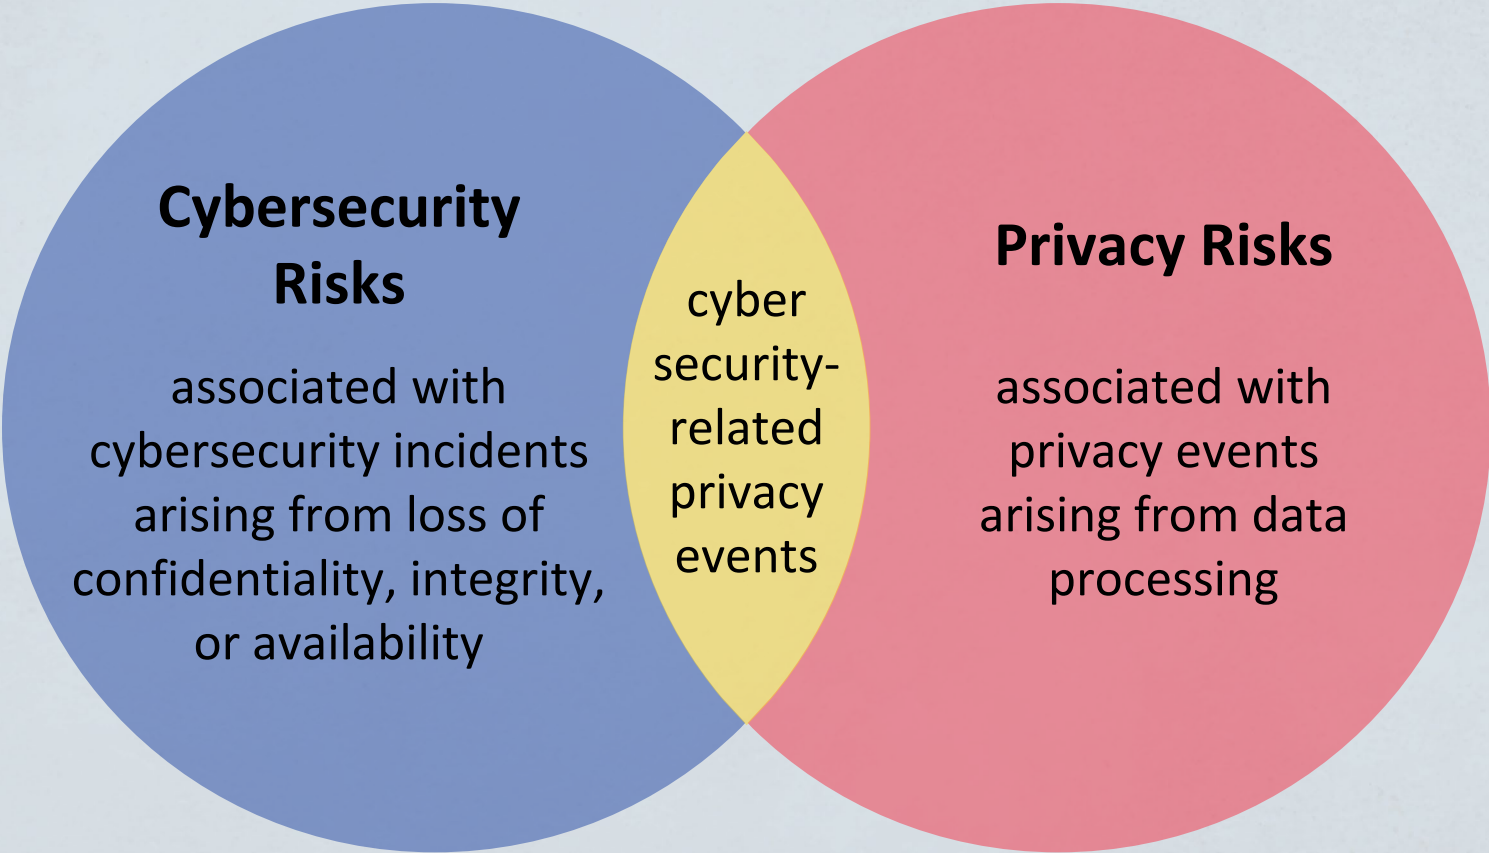 Cybersecurity
Risks
associated with
cybersecurity incidents
arising from loss of
confidentiality, integrity,
or availability
cyber
security-
related
privacy
events
Privacy Risks
associated with
privacy events
arising from data
processing